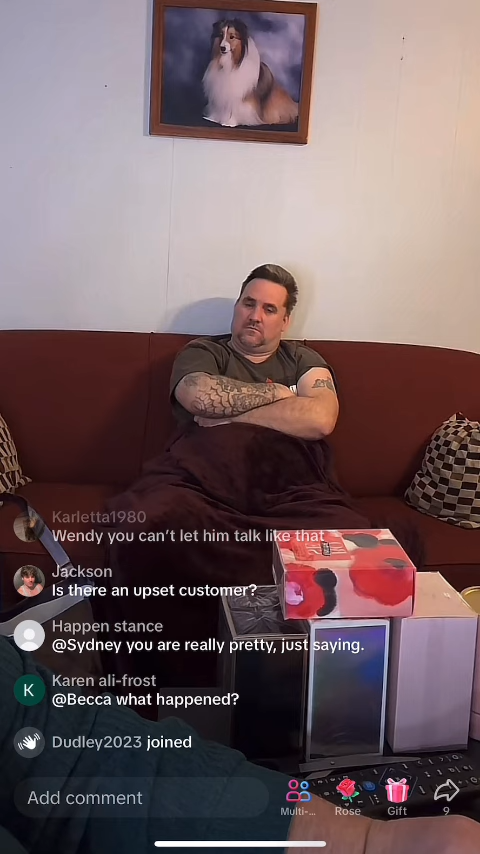 Karletta1980
Wendy you can't let him talk like that
Jackson
Is there an upset customer?
Happen stance
@Sydney you are really pretty, just saying.
K
Karen ali-frost
@Becca what happened?
Dudley2023 joined
Add comment
Multi-...
Rose
Gift
9